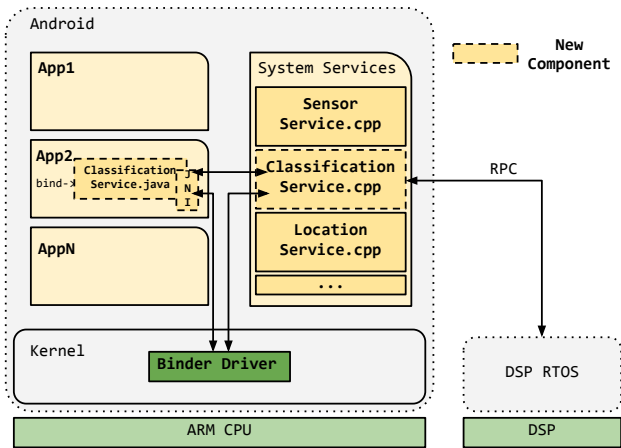 Android
App1
App2
bind->
Classification
Service.java
J
N
I
AppN
System Services
Sensor
Service.cpp
Classification
Service.cpp
Location
Service.cpp
...
New
Component
RPC
Kernel
Binder Driver
DSP RTOS
ARM CPU
DSP